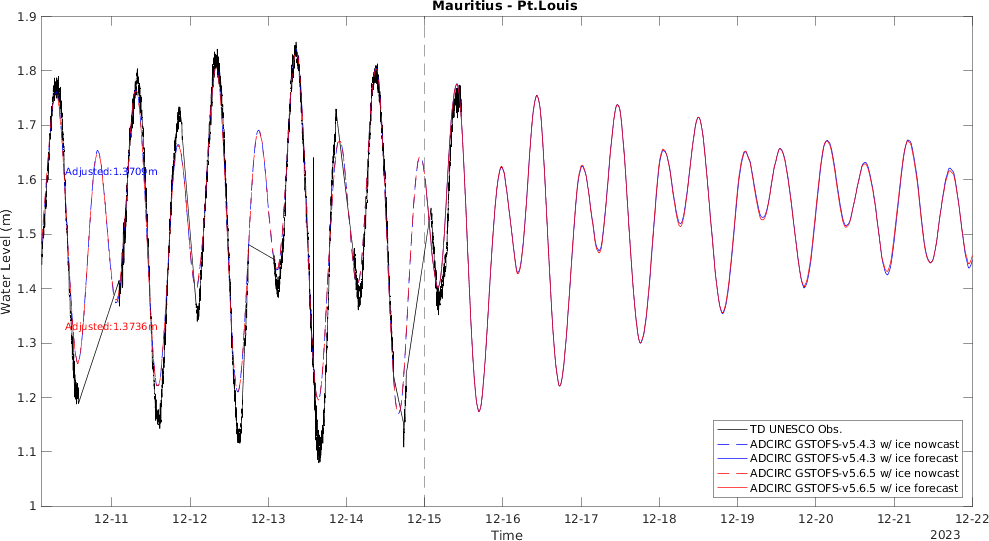 Mauritius - Pt.Louis
1.9
1.8
1.7
1.6
1.5
1.4
1.3
1.2
1.1
1
Water Level (m)
Adjusted:1.3709m
Adjusted:1.3736m
TD UNESCO Obs.
ADCIRC GSTOFS-v5.4.3 w/ ice nowcast
ADCIRC GSTOFS-v5.4.3 w/ ice forecast
ADCIRC GSTOFS-v5.6.5 w/ ice nowcast
ADCIRC GSTOFS-v5.6.5 w/ ice forecast
12-11 12-12 12-13 12-14 12-15 12-16 12-17 12-18 12-19 12-20 12-21 12-22
Time
2023